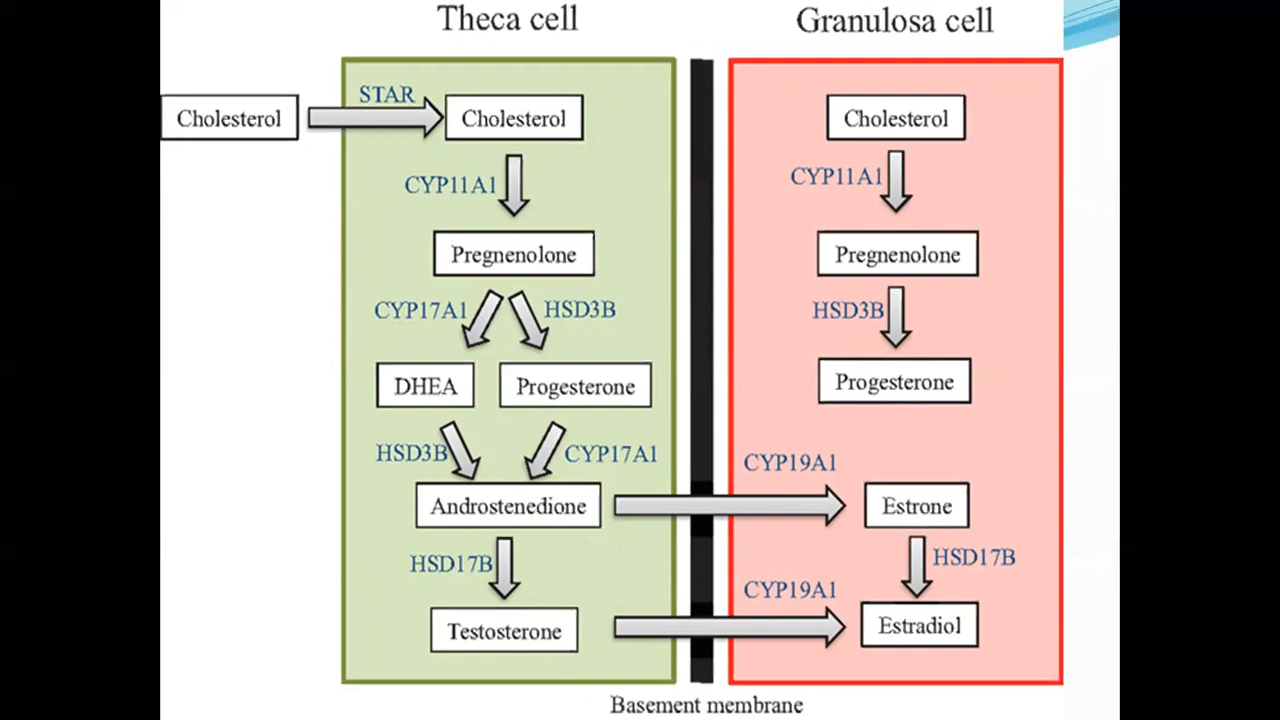 Theca cell
Granulosa cell
STAR
Cholesterol
Cholesterol
Cholesterol
CYP11A1
CYP11A1
Pregnenolone
Pregnenolone
CYP17A1
HSD3B
HSD3B
DHEA
Progesterone
Progesterone
HSD3B
CYP17A1
CYP19A1
Androstenedione
Estrone
HSD17B
HSD17B
CYP19A1
Testosterone
Estradiol
Basement membrane